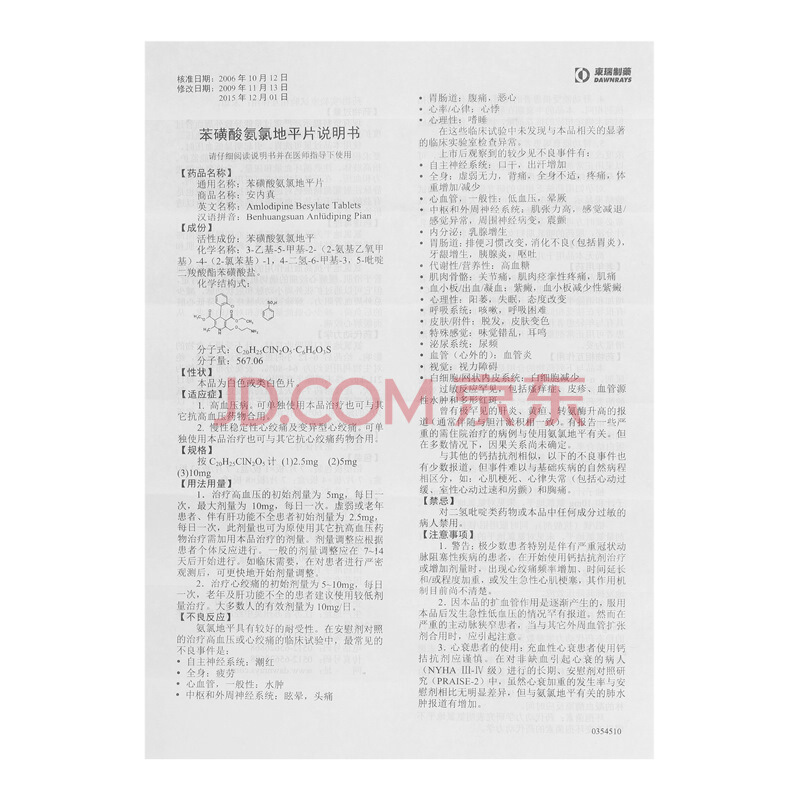 核准日期：2006 年 10 月 12 日
修改日期：2009 年 11 月 13 日
2015 年 12 月 01 日
苯磺酸氨氯地平片说明书
请仔细阅读说明书并在医师指导下使用
【药品名称】
通用名称：苯磺酸氨氯地平片
商品名称：安内真
英文名称：Amlodipine Besylate Tablets
汉语拼音：Benhuangsuan Anlüdiping Pian
【成份】
活性成份：苯磺酸氨氯地平
化学名称：3-乙基-5-甲基-2-（2-氨基乙氧甲
基）-4-（2-氯苯基）-1，4-二氢-6-甲基-3，5-吡啶
二羧酸酯苯磺酸盐。
化学结构式：
分子式：C20H25ClN2O5·C6H6O3S
分子量：567.06
【性状】
本品为白色或类白色片。
【适应症】
1．高血压病，可单独使用本品治疗也可与其
它抗高血压药物合用。
2．慢性稳定性心绞痛及变异型心绞痛，可单
独使用本品治疗也可与其它抗心绞痛药物合用。
【规格】
按 C20H25ClN2O5 计 (1)2.5mg (2)5mg
(3)10mg
【用法用量】
1．治疗高血压的初始剂量为 5mg，每日一
次，最大剂量为 10mg，每日一次。虚弱或老年
患者、伴有肝功能不全患者初始剂量为 2.5mg，
每日一次，此剂量也可为原使用其它抗高血压药
物治疗需加用本品治疗的剂量。剂量调整应根据
患者个体反应进行。一般的剂量调整应在 7~14
天后开始进行。如临床需要，在对患者进行严密
观测后，可更快地开始剂量调整。
2．治疗心绞痛的初始剂量为 5~10mg，每日
一次，老年及肝功能不全的患者建议使用较低剂
量治疗。大多数人的有效剂量为 10mg/日。
【不良反应】
氨氯地平具有较好的耐受性。在安慰剂对照
的治疗高血压或心绞痛的临床试验中，最常见的
不良事件是：
• 自主神经系统：潮红
• 全身：疲劳
• 心血管，一般性：水肿
• 中枢和外周神经系统：眩晕，头痛
東瑞制藥
DAWNRAYS
• 胃肠道：腹痛，恶心
• 心率/心律：心悸
• 心理性：嗜睡
在这些临床试验中未发现与本品相关的显著
的临床实验室检查异常。
上市后观察到的较少见不良事件有：
• 自主神经系统：口干，出汗增加
• 全身：虚弱无力，背痛，全身不适，疼痛，体
重增加/减少
• 心血管，一般性：低血压，晕厥
• 中枢和外周神经系统：肌张力高，感觉减退/
感觉异常，周围神经病变，震颤
• 内分泌：乳腺增生
• 胃肠道：排便习惯改变，消化不良（包括胃炎），
牙龈增生，胰腺炎，呕吐
• 代谢性/营养性：高血糖
• 肌肉骨骼：关节痛，肌肉痉挛性疼痛，肌痛
• 血小板/出血/凝血：紫癜，血小板减少性紫癜
• 心理性：阳萎，失眠，态度改变
• 呼吸系统：咳嗽，呼吸困难
• 皮肤/附件：脱发，皮肤变色
• 特殊感觉：味觉错乱，耳鸣
• 泌尿系统：尿频
• 血管（心外的）：血管炎
• 视觉：视力障碍
• 白细胞/网状内皮系统：白细胞减少
过敏反应罕见，包括瘙痒症、皮疹、血管源
性水肿和多形红斑。
曾有极少数肝炎、黄疸、肝氨酶升高的报
道（通常伴随于胆汁淤积）。有报告一些严
重的需住院治疗的病例与使用氨氯地平有关。但
在多数情况下，因果关系尚未确定。
与其他的钙拮抗剂相似，以下的不良事件也
有少数报道，但事件难以与基础疾病的自然病程
相区分，如：心肌梗死、心律失常（包括心动过
缓、室性心动过速和房颤）和胸痛。
【禁忌】
对二氢吡啶类药物或本品中任何成分过敏的
病人禁用。
【注意事项】
1．警告：极少数患者特别是伴有严重冠状动
脉阻塞性疾病的患者，在开始使用钙拮抗剂治疗
或增加剂量时，出现心绞痛频率增加、时间延长
和/或程度加重，或发生急性心肌梗塞，其作用机
制目前尚不清楚。
2．因本品的扩血管作用是逐渐产生的，服用
本品后发生急性低血压的情况罕有报道。然而在
严重的主动脉狭窄患者，当与其它外周血管扩张
剂合用时，应引起注意。
3．心衰患者的使用：充血性心衰患者使用钙
拮抗剂应谨慎。在对非缺血引起心衰的病人
（NYHA Ⅲ-Ⅳ 级）进行的长期、安慰剂对照研
究（PRAISE-2）中，虽然心衰加重的发生率与安
慰剂相比无明显差异，但与氨氯地平有关的肺水
肿报道有增加。
0354510
JD.COM 京东